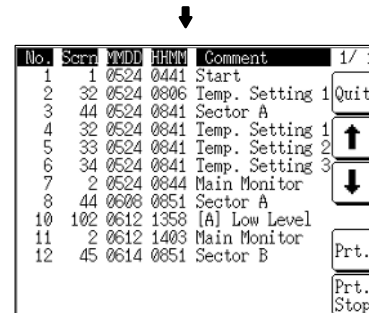 No. Scrn MMDD HHMM Comment 1/ 1
1 1 0524 0441 Start
2 32 0524 0806 Temp. Setting 1
3 44 0524 0841 Sector A
4 32 0524 0841 Temp. Setting 1
5 33 0524 0841 Temp. Setting 2
6 34 0524 0841 Temp. Setting 3
7 2 0524 0844 Main Monitor
8 44 0608 0851 Sector A
10 102 0612 1358 [A] Low Level
11 2 0612 1403 Main Monitor
12 45 0614 0851 Sector B
Quit
Prt.
Prt.
Stop